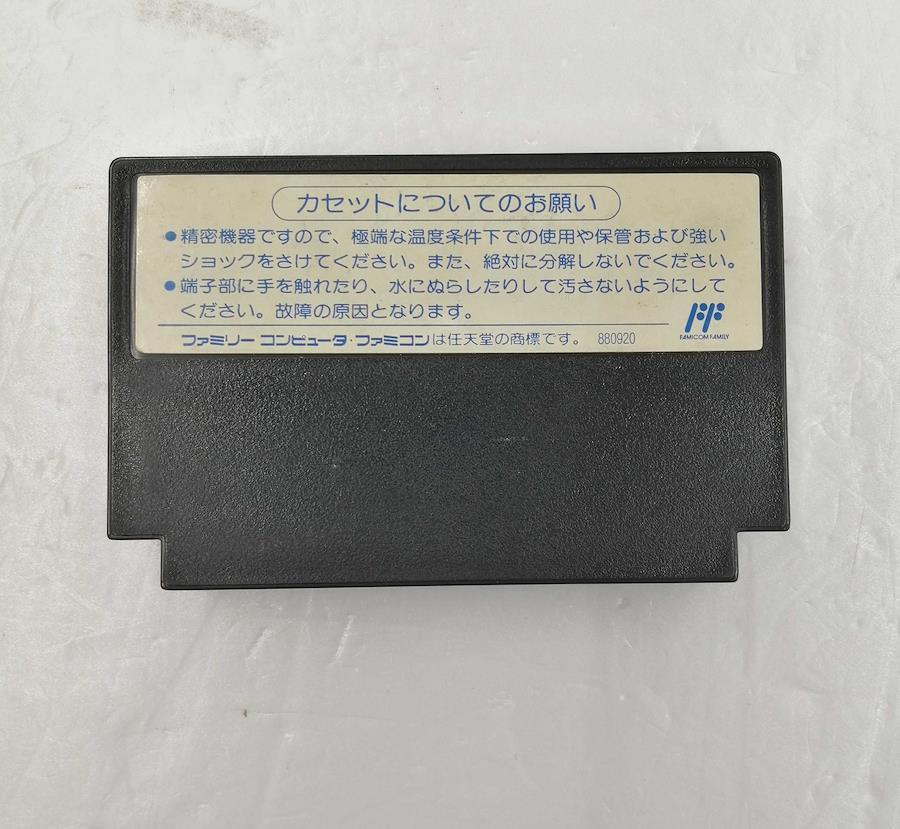 カセットについてのお願い
●精密機器ですので、極端な温度条件下での使用や保管および強い
ショックをさけてください。また、絶対に分解しないでください。
●端子部に手を触れたり、水にぬらしたりして汚さないようにして
ください。故障の原因となります。
FF
FAMICOM FAMILY
ファミリーコンピュータ・ファミコンは任天堂の商標です。 880920